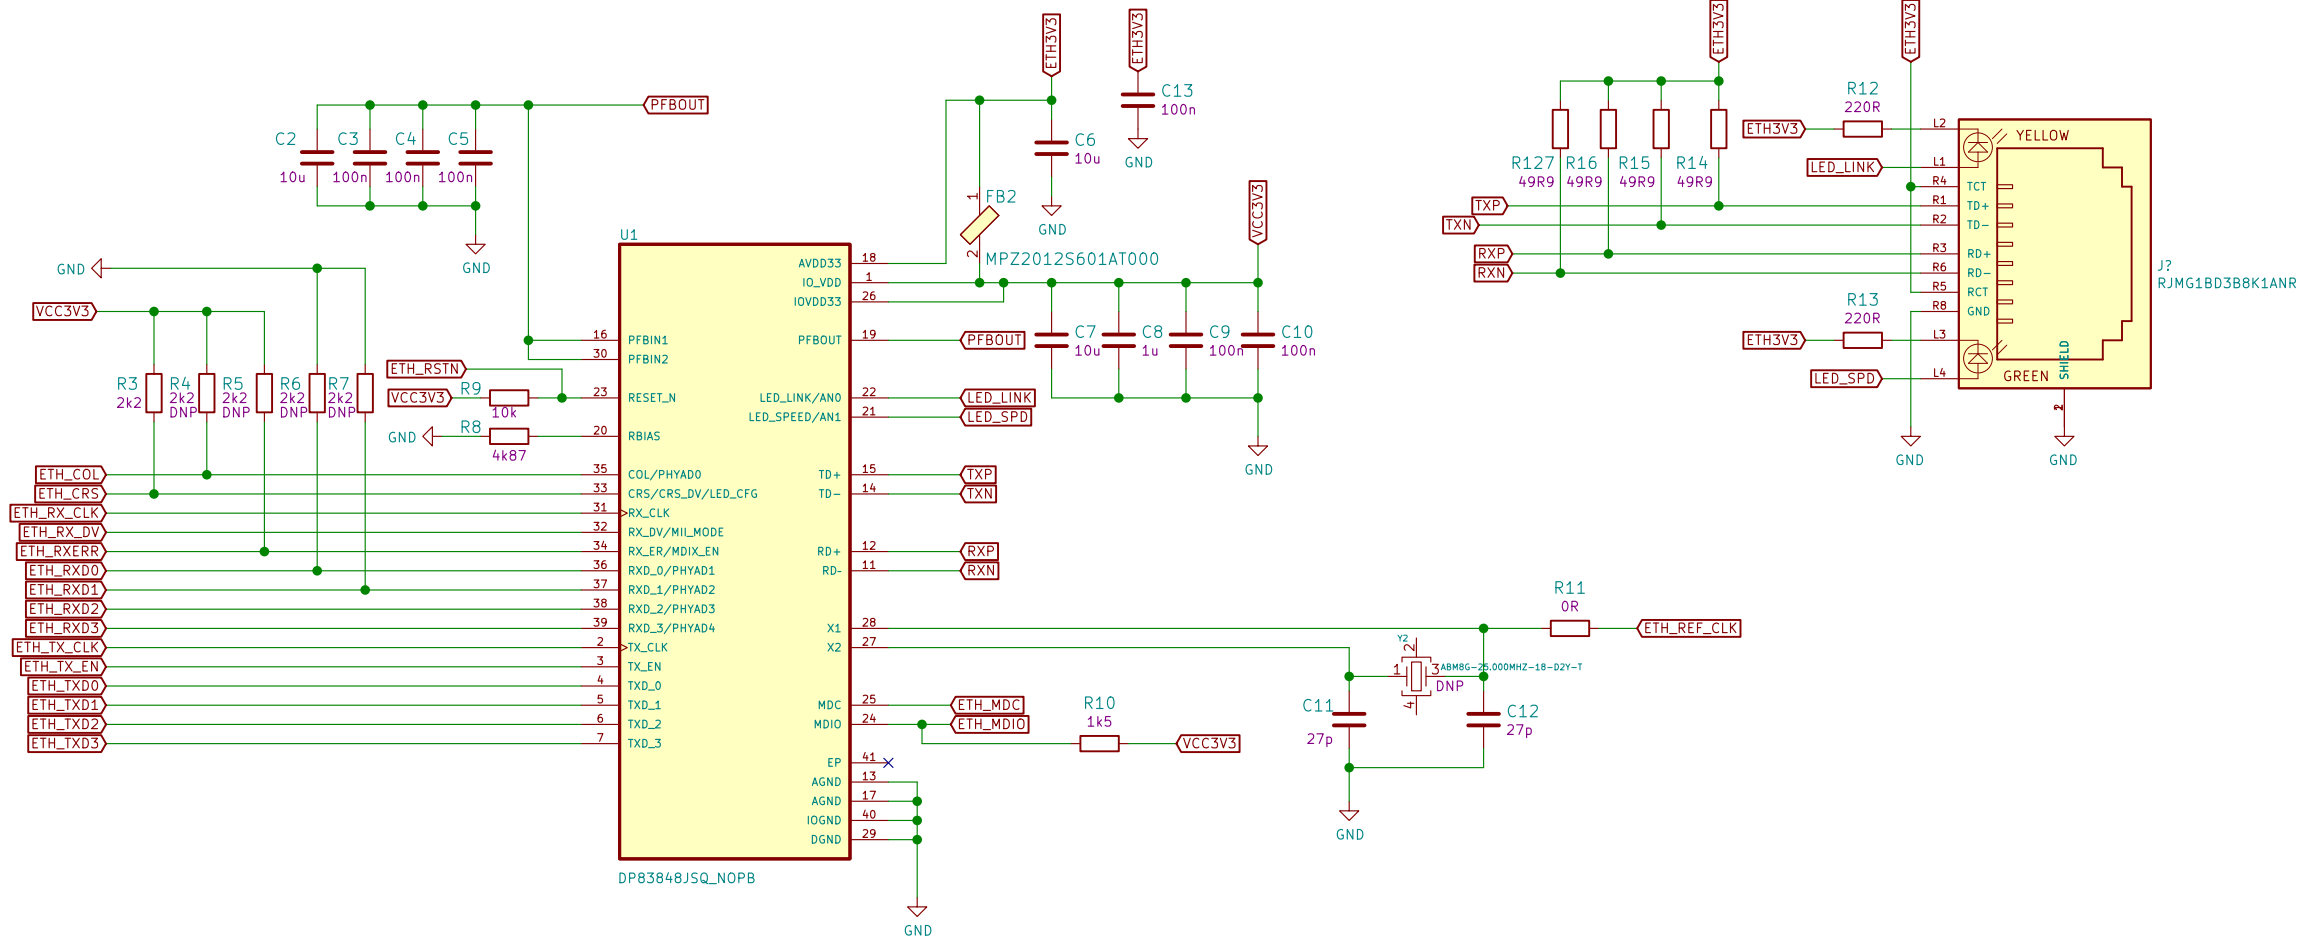 ETH3V3
ETH3V3
ETH3V3
ETH3V3
PFBOUT
C2
10u
C3
100n
C4
100n
C5
100n
GND
C13
100n
GND
C6
10u
GND
FB2
1
2
MPZ2012S601AT000
VCC3V3
C7
10u
C8
1u
C9
100n
C10
100n
GND
GND
VCC3V3
R3
2k2
R4
2k2
DNP
R5
2k2
DNP
R6
2k2
DNP
R7
2k2
DNP
ETH_RSTN
VCC3V3
R9
10k
GND
R8
4k87
ETH_COL
ETH_CRS
ETH_RX_CLK
ETH_RX_DV
ETH_RXERR
ETH_RXD0
ETH_RXD1
ETH_RXD2
ETH_RXD3
ETH_TX_CLK
ETH_TX_EN
ETH_TXD0
ETH_TXD1
ETH_TXD2
ETH_TXD3
U1
16 PFBIN1
30 PFBIN2
23 RESET_N
20 RBIAS
35 COL/PHYAD0
33 CRS/CRS_DV/LED_CFG
31 RX_CLK
32 RX_DV/MII_MODE
34 RX_ER/MDIX_EN
36 RXD_0/PHYAD1
37 RXD_1/PHYAD2
38 RXD_2/PHYAD3
39 RXD_3/PHYAD4
2 TX_CLK
3 TX_EN
4 TXD_0
5 TXD_1
6 TXD_2
7 TXD_3
AVDD33 18
IO_VDD 1
IOVDD33 26
PFBOUT 19
LED_LINK/AN0 22
LED_SPEED/AN1 21
TD+ 15
TD- 14
RD+ 12
RD- 11
X1 28
X2 27
MDC 25
MDIO 24
EP 41
AGND 13
AGND 17
IOGND 40
DGND 29
DP83848JSQ_NOPB
GND
PFBOUT
LED_LINK
LED_SPD
TXP
TXN
RXP
RXN
ETH_MDC
ETH_MDIO
R10
1k5
VCC3V3
R11
0R
ETH_REF_CLK
Y2
2
1
3
4
ABM8G-25.000MHZ-18-D2Y-T
DNP
C11
27p
C12
27p
GND
R127
49R9
R16
49R9
R15
49R9
R14
49R9
TXP
TXN
RXP
RXN
R12
220R
ETH3V3
LED_LINK
R13
220R
ETH3V3
LED_SPD
L2
L1
R4 TCT
R1 TD+
R2 TD-
R3 RD+
R6 RD-
R5 RCT
R8 GND
L3
L4
YELLOW
GREEN
SHIELD
J?
RJMG1BD3B8K1ANR
GND
GND